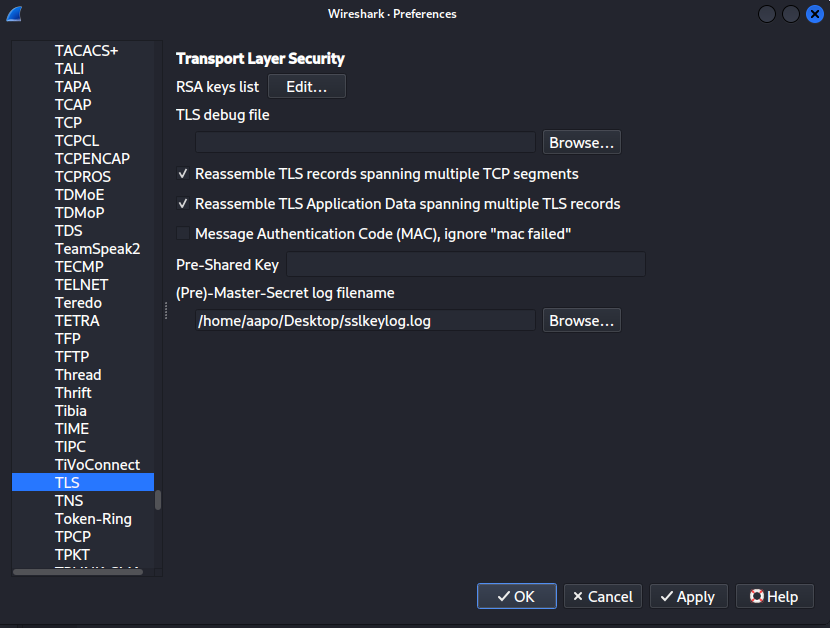 Wireshark · Preferences
TACACS+
TALI
TAPA
TCAP
TCP
TCPCL
TCPENCAP
TCPROS
TDMoE
TDMoP
TDS
TeamSpeak2
TECMP
TELNET
Teredo
TETRA
TFP
TFTP
Thread
Thrift
Tibia
TIME
TIPC
TiVoConnect
TLS
TNS
Token-Ring
TPCP
TPKT
Transport Layer Security
RSA keys list Edit...
TLS debug file
Browse...
Reassemble TLS records spanning multiple TCP segments
Reassemble TLS Application Data spanning multiple TLS records
Message Authentication Code (MAC), ignore "mac failed"
Pre-Shared Key
(Pre)-Master-Secret log filename
/home/aapo/Desktop/sslkeylog.log Browse...
OK Cancel Apply Help